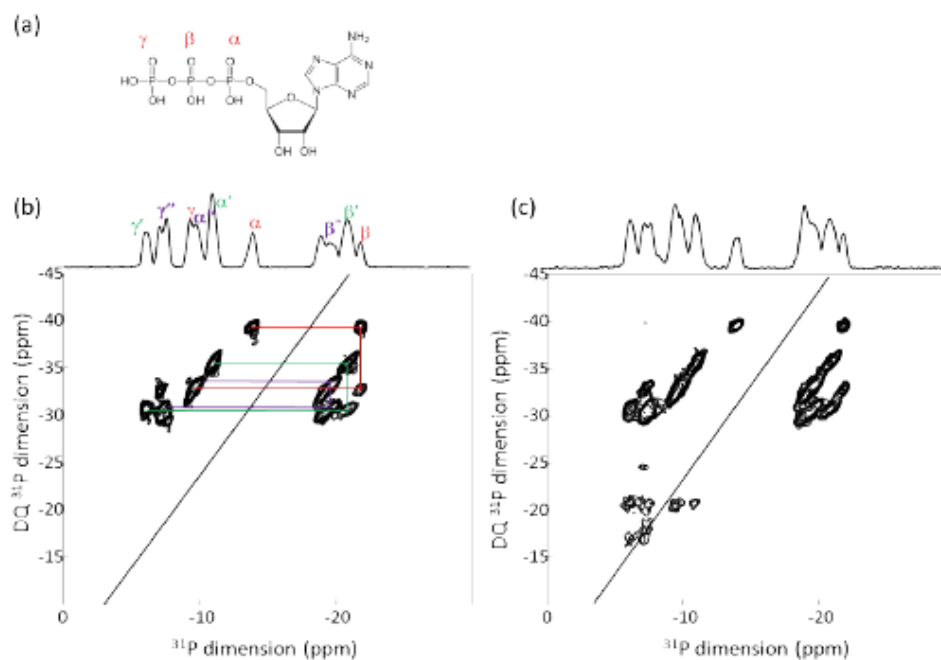 (a)
γ β α
O O O
HO P O P O P O
OH OH OH
O
OH OH
NH₂
N N
N N
(b)
γ' γ'' γ α'' α' α β'' β' β
-45
-40
-35
-30
-25
-20
-15
0 -10 -20
DQ ³¹P dimension (ppm)
³¹P dimension (ppm)
(c)
-45
-40
-35
-30
-25
-20
-15
0 -10 -20
DQ ³¹P dimension (ppm)
³¹P dimension (ppm)